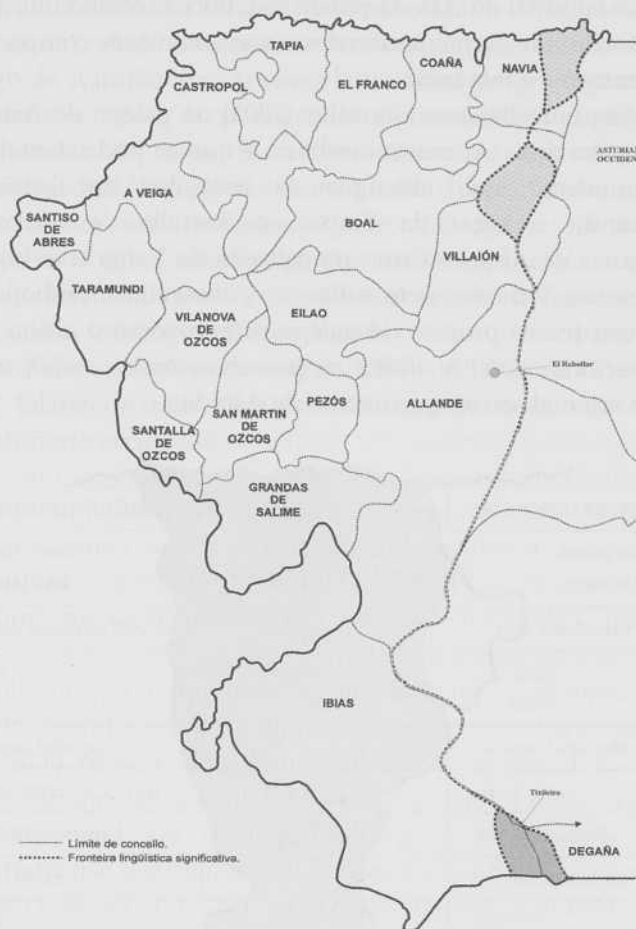 TAPIA
COAÑA
NAVIA
CASTROPOL
EL FRANCO
ASTURIAN
OCCIDEN
A VEIGA
SANTISO
DE
ABRES
BOAL
VILLAIÓN
TARAMUNDI
VILANOVA
DE
OZCOS
EILAO
El Rebollar
PEZÓS
ALLANDE
SAN MARTIN
DE
OZCOS
SANTALLA
DE
OZCOS
GRANDAS
DE
SALIME
IBIAS
DEGAÑA
Límite de concello.
Fronteira lingüística significativa.